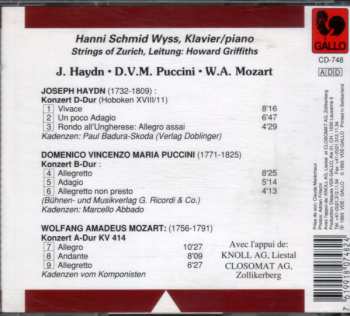 Hanni Schmid Wyss, Klavier/piano
Strings of Zurich, Leitung: Howard Griffiths
GALLO
CD-748
ADD
J. Haydn · D.V.M. Puccini · W.A. Mozart
JOSEPH HAYDN (1732-1809) :
Konzert D-Dur (Hoboken XVIII/11)
1 Vivace 8'16
2 Un poco Adagio 6'47
3 Rondo all'Ungherese: Allegro assai 4'29
Kadenzen: Paul Badura-Skoda (Verlag Doblinger)
DOMENICO VINCENZO MARIA PUCCINI (1771-1825)
Konzert B-Dur :
4 Allegretto 8'25
5 Adagio 5'14
6 Allegretto non presto 4'13
(Bühnen- und Musikverlag G. Ricordi & Co.)
Kadenzen: Marcello Abbado
WOLFGANG AMADEUS MOZART: (1756-1791)
Konzert A-Dur KV 414
7 Allegro 10'27
8 Andante 8'09
9 Allegretto 6'27
Kadenzen vom Komponisten
Avec l'appui de:
KNOLL AG, Liestal
CLOSOMAT AG,
Zollikerberg
7 619918 074824